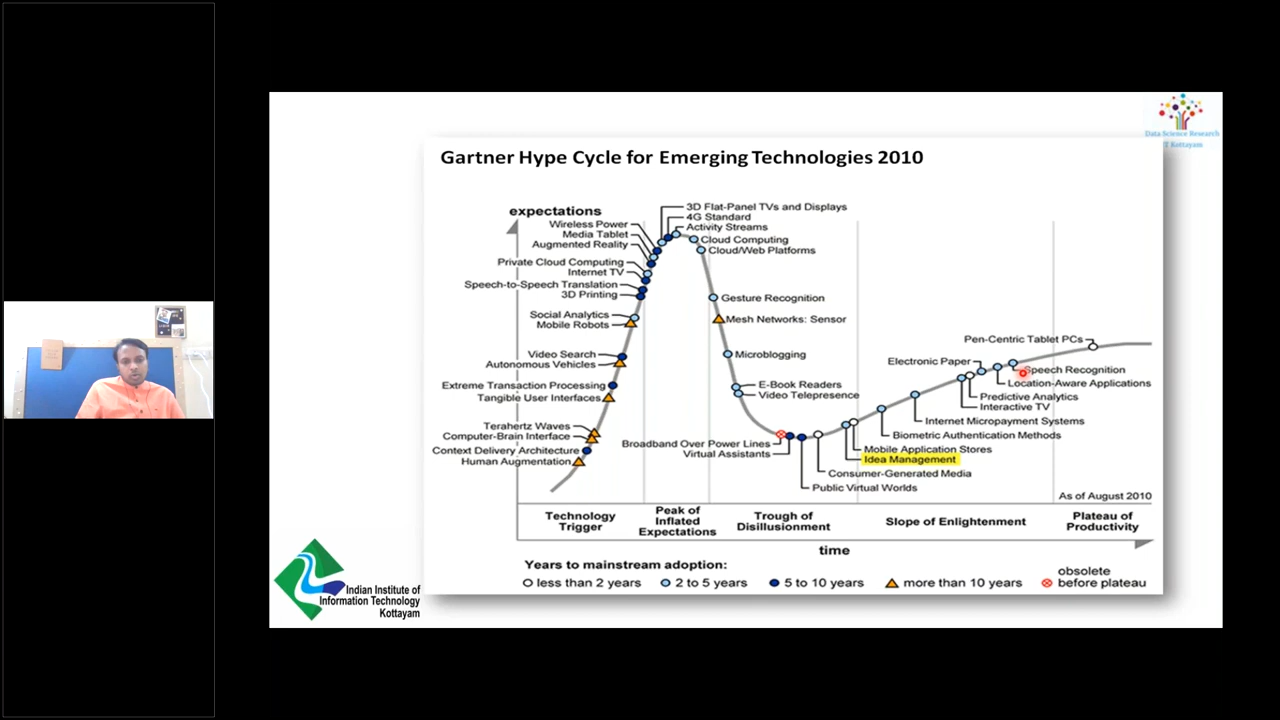 Data Science Research
T Kottayam
Gartner Hype Cycle for Emerging Technologies 2010
expectations
3D Flat-Panel TVs and Displays
4G Standard
Activity Streams
Wireless Power
Media Tablet
Augmented Reality
Cloud Computing
Cloud/Web Platforms
Private Cloud Computing
Internet TV
Speech-to-Speech Translation
3D Printing
Gesture Recognition
Social Analytics
Mobile Robots
Mesh Networks: Sensor
Video Search
Autonomous Vehicles
Microblogging
Extreme Transaction Processing
Tangible User Interfaces
E-Book Readers
Video Telepresence
Terahertz Waves
Computer-Brain Interface
Context Delivery Architecture
Human Augmentation
Broadband Over Power Lines
Virtual Assistants
Pen-Centric Tablet PCs
Electronic Paper
Speech Recognition
Location-Aware Applications
Predictive Analytics
Interactive TV
Internet Micropayment Systems
Biometric Authentication Methods
Mobile Application Stores
Idea Management
Consumer-Generated Media
Public Virtual Worlds
As of August 2010
Technology
Trigger
Peak of
Inflated
Expectations
Trough of
Disillusionment
Slope of Enlightenment
Plateau of
Productivity
time
Years to mainstream adoption:
less than 2 years
2 to 5 years
5 to 10 years
more than 10 years
obsolete
before plateau
Indian Institute of
Information Technology
Kottayam